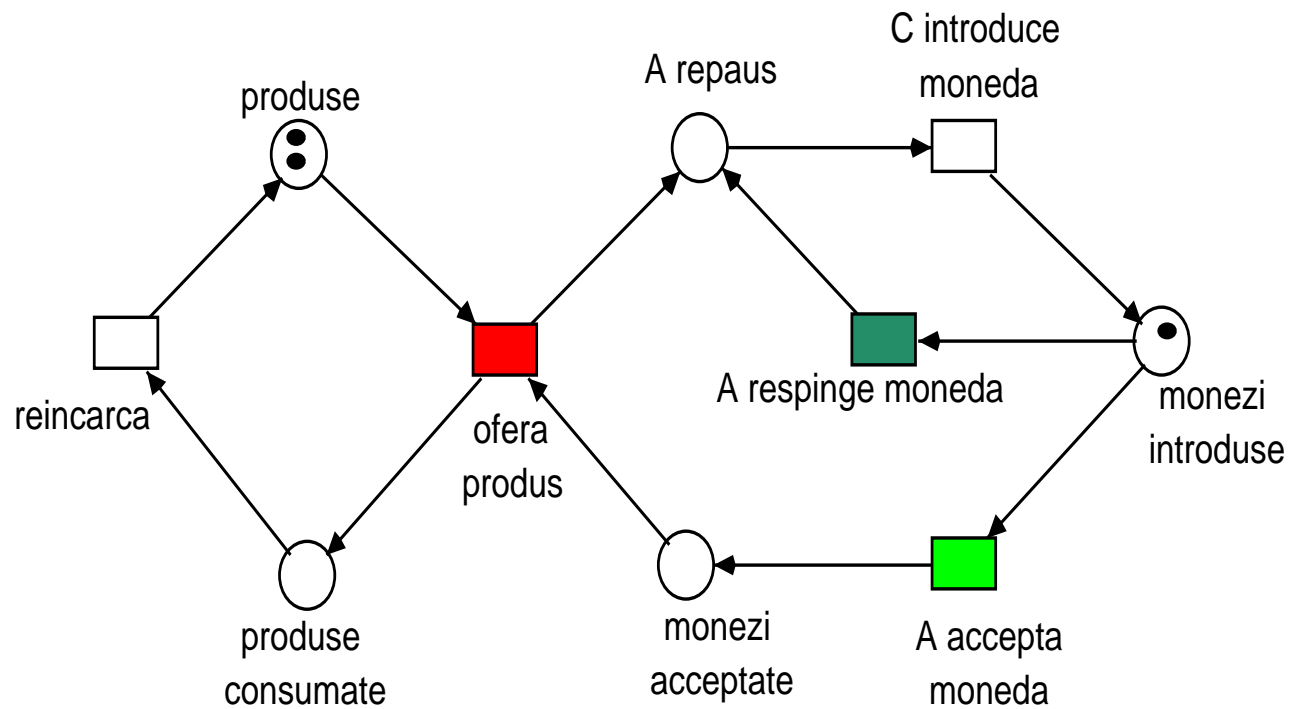 C introduce
moneda
A repaus
produse
A respinge moneda
monezi
introduse
reincarca
ofera
produs
produse
consumate
monezi
acceptate
A accepta
moneda